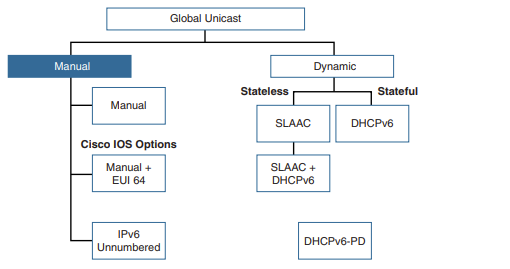 Global Unicast
Manual
Dynamic
Stateless
Stateful
Manual
SLAAC
DHCPv6
Cisco IOS Options
Manual +
EUI 64
SLAAC +
DHCPv6
IPv6
Unnumbered
DHCPv6-PD